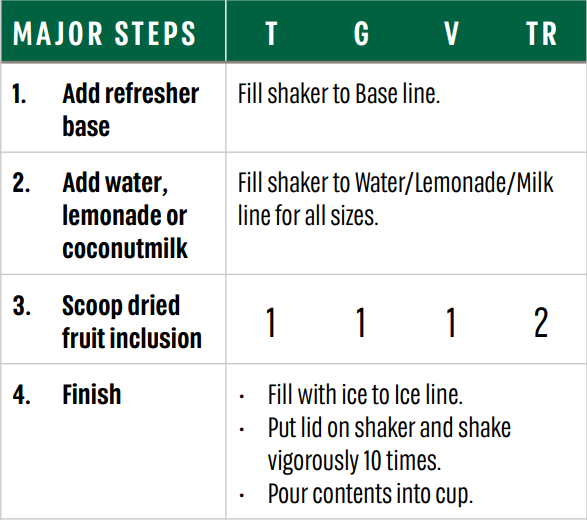 MAJOR STEPS T G V TR
1. Add refresher
base
Fill shaker to Base line.
2. Add water,
lemonade or
coconutmilk
Fill shaker to Water/Lemonade/Milk
line for all sizes.
3. Scoop dried
fruit inclusion
1 1 1 2
4. Finish
· Fill with ice to Ice line.
· Put lid on shaker and shake
vigorously 10 times.
· Pour contents into cup.